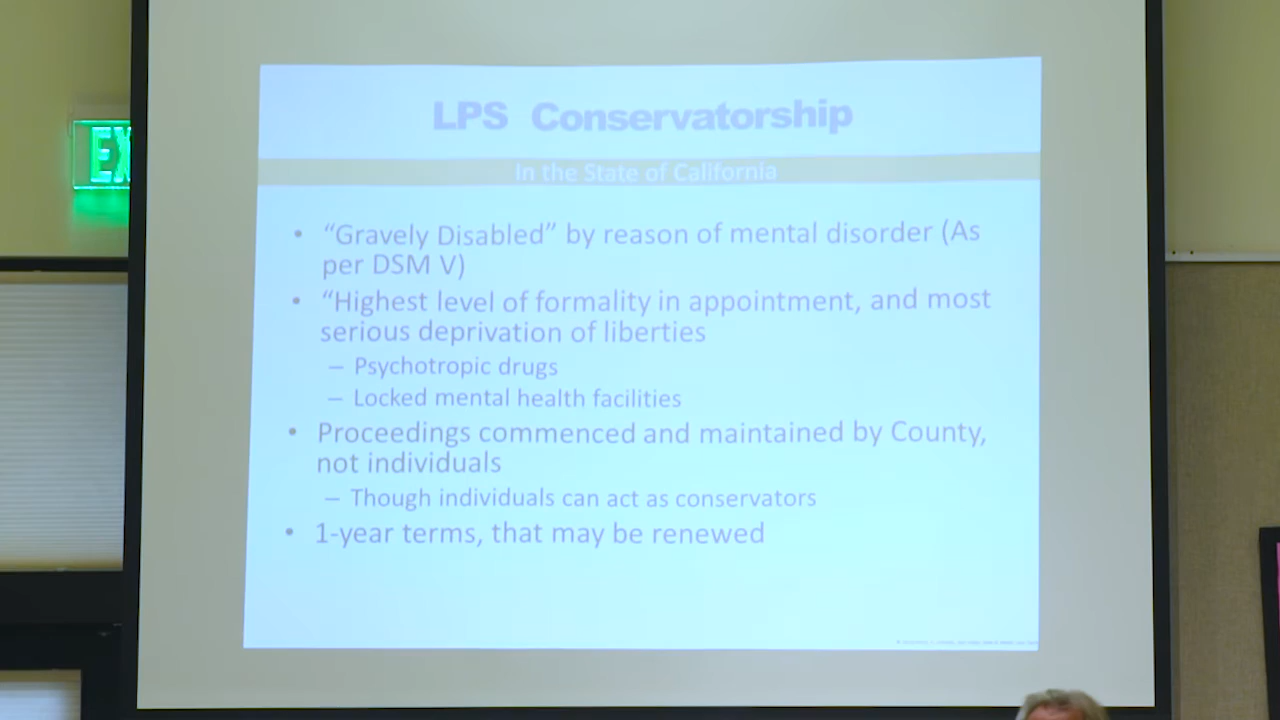 EX
LPS Conservatorship
In the State of California
• “Gravely Disabled” by reason of mental disorder (As
per DSM V)
• “Highest level of formality in appointment, and most
serious deprivation of liberties
– Psychotropic drugs
– Locked mental health facilities
• Proceedings commenced and maintained by County,
not individuals
– Though individuals can act as conservators
• 1-year terms, that may be renewed